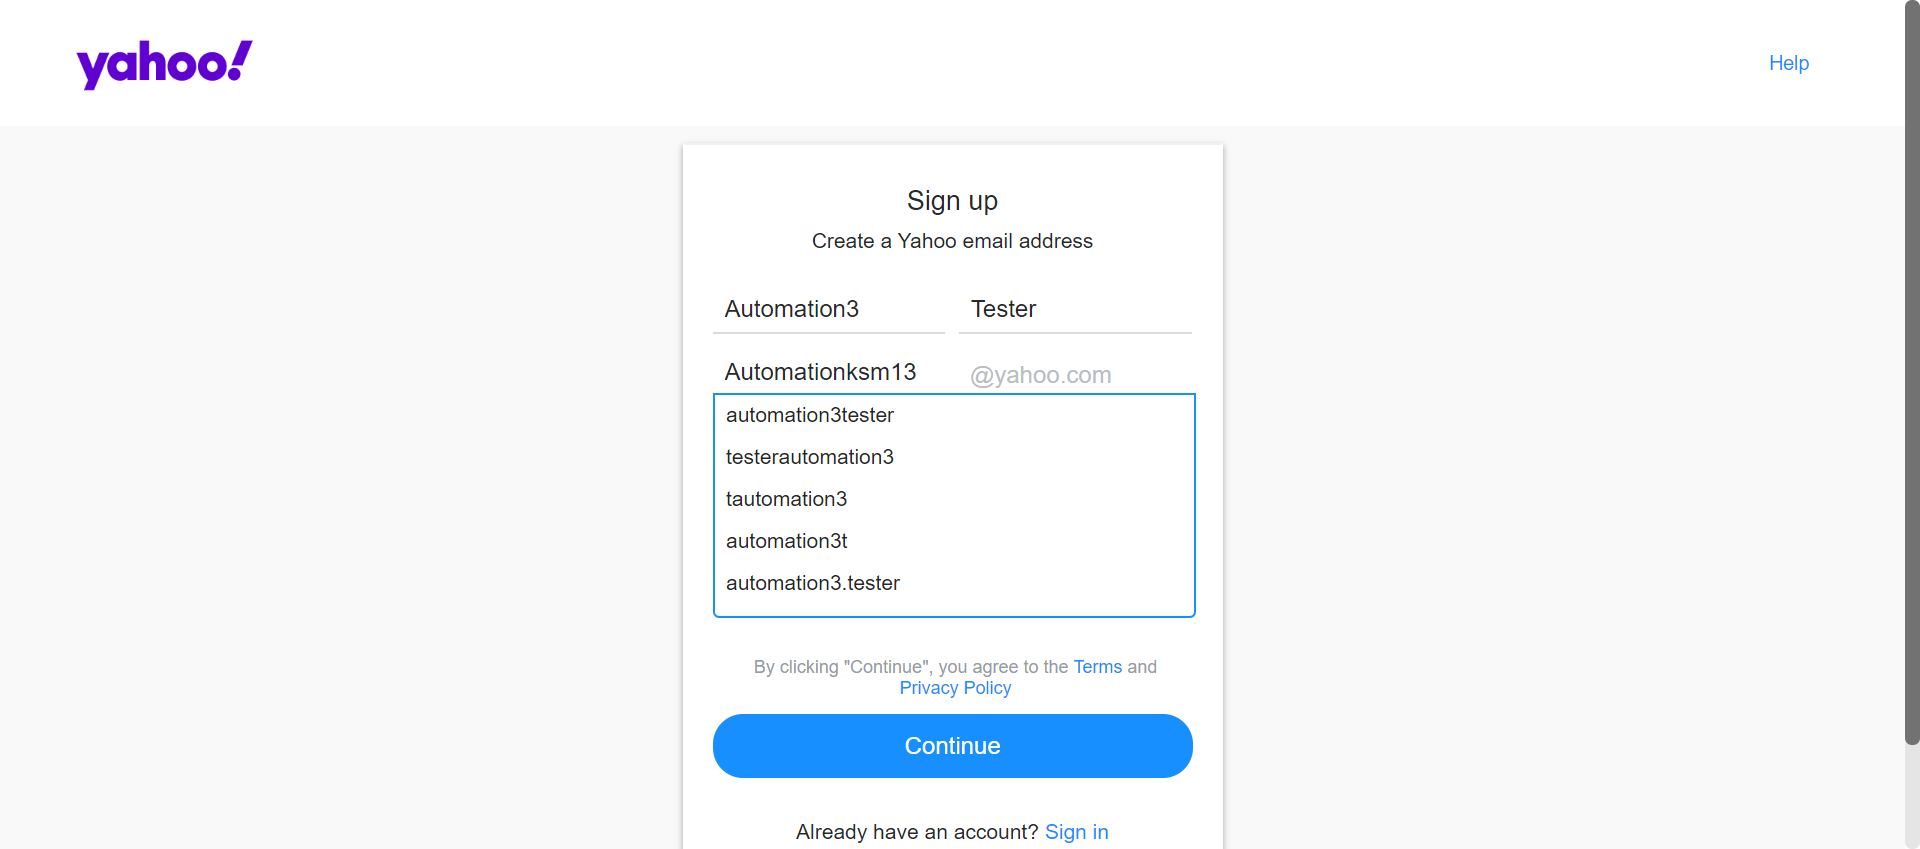 yahoo!
Help
Sign up
Create a Yahoo email address
Automation3 Tester
Automationksm13 @yahoo.com
automation3tester
testerautomation3
tautomation3
automation3t
automation3.tester
By clicking "Continue", you agree to the Terms and
Privacy Policy
Continue
Already have an account? Sign in